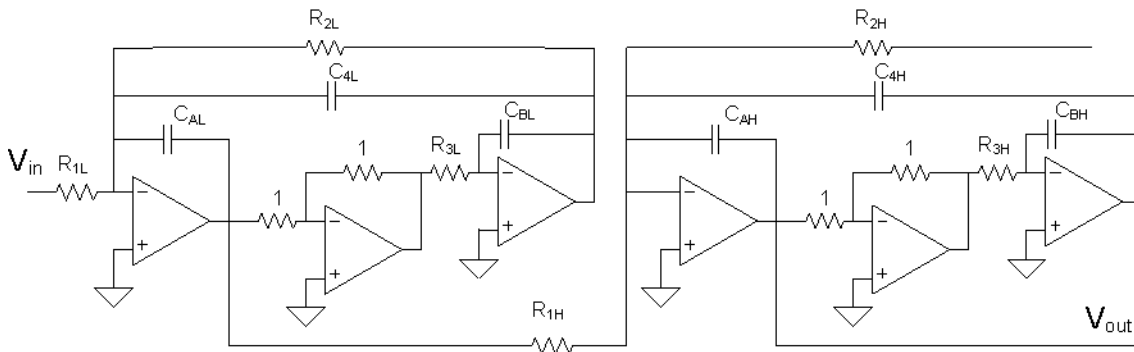 R2L
R2H
C4L
C4H
CAL
CBL
CAH
CBH
Vin
R1L
1
R3L
1
R3H
1
1
−
−
−
−
−
−
+
+
+
+
+
+
R1H
Vout